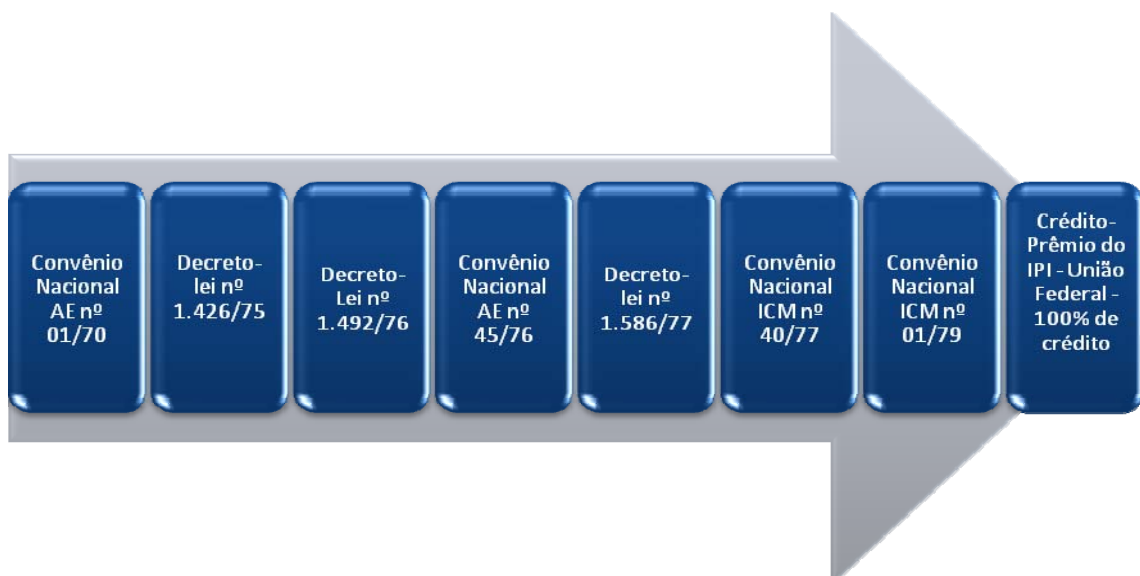 Convênio
Nacional
AE nº
01/70
Decreto-
lei nº
1.426/75
Decreto-
Lei nº
1.492/76
Convênio
Nacional
AE nº
45/76
Decreto-
lei nº
1.586/77
Convênio
Nacional
ICM nº
40/77
Convênio
Nacional
ICM nº
01/79
Crédito-
Prêmio do
IPI - União
Federal -
100% de
crédito